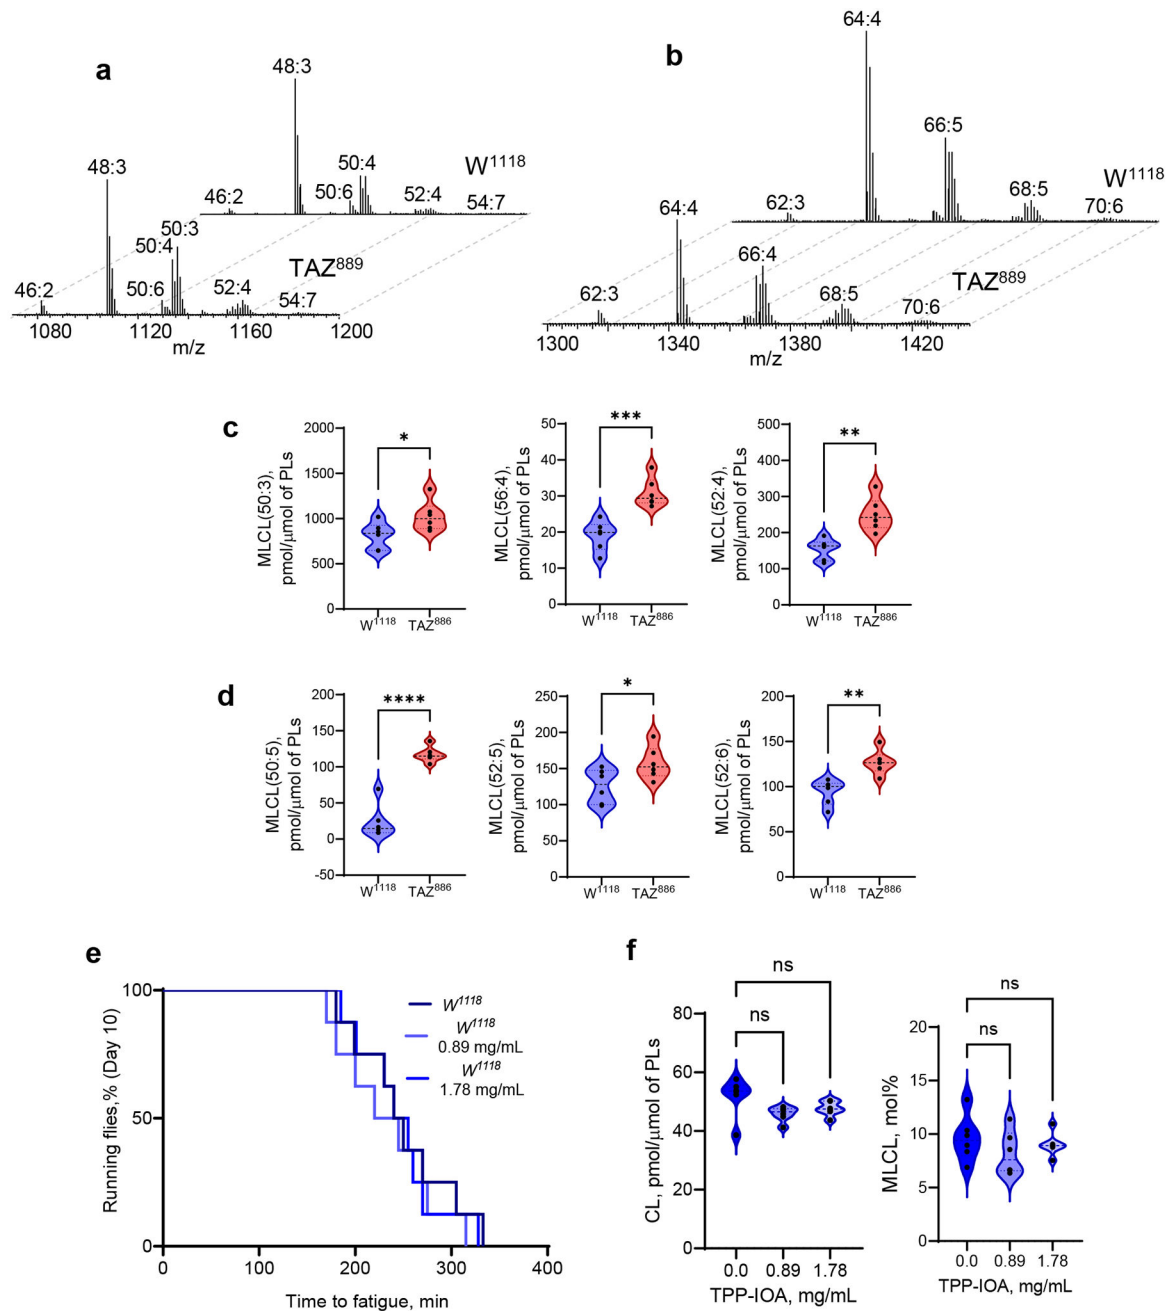 a
48:3
46:2
50:6
50:4
52:4
54:7
W¹¹¹⁸
48:3
46:2
50:6
50:4
50:3
52:4
54:7
TAZ⁸⁸⁹
1080
1120
1160
1200
m/z
b
64:4
62:3
66:5
68:5
70:6
W¹¹¹⁸
64:4
62:3
66:4
68:5
70:6
TAZ⁸⁸⁹
1300
1340
1380
1420
m/z
c
MLCL(50:3),
pmol/μmol of PLs
2000
1500
1000
500
0
*
W¹¹¹⁸
TAZ⁸⁸⁶
MLCL(56:4),
pmol/μmol of PLs
50
40
30
20
10
0
***
W¹¹¹⁸
TAZ⁸⁸⁶
MLCL(52:4),
pmol/μmol of PLs
500
400
300
200
100
0
**
W¹¹¹⁸
TAZ⁸⁸⁶
d
MLCL(50:5),
pmol/μmol of PLs
200
150
100
50
0
-50
****
W¹¹¹⁸
TAZ⁸⁸⁶
MLCL(52:5),
pmol/μmol of PLs
250
200
150
100
50
0
*
W¹¹¹⁸
TAZ⁸⁸⁶
MLCL(52:6),
pmol/μmol of PLs
200
150
100
50
0
**
W¹¹¹⁸
TAZ⁸⁸⁶
e
Running flies,% (Day 10)
100
50
0
W¹¹¹⁸
W¹¹¹⁸
0.89 mg/mL
W¹¹¹⁸
1.78 mg/mL
0
100
200
300
400
Time to fatigue, min
f
CL, pmol/μmol of PLs
80
60
40
20
0
ns
ns
0.0
0.89
1.78
TPP-IOA, mg/mL
MLCL, mol%
20
15
10
5
0
ns
ns
0.0
0.89
1.78
TPP-IOA, mg/mL